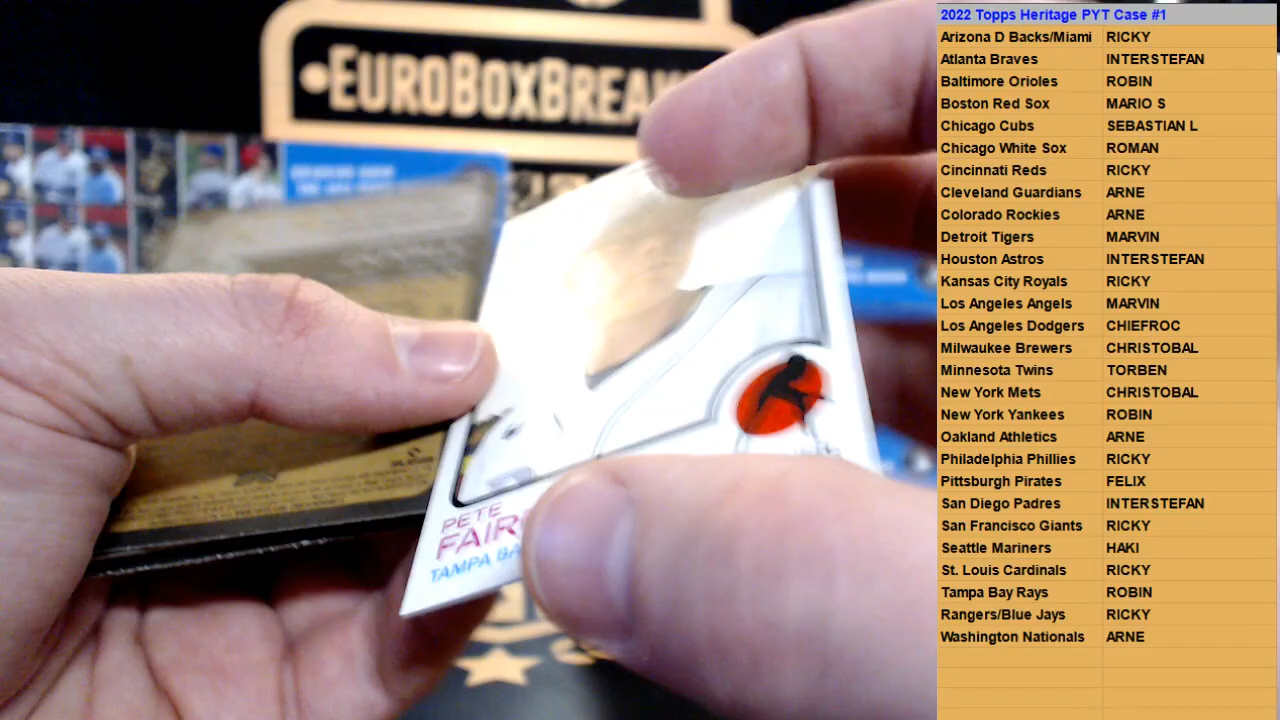 EUROBOXBREAK
PETE
FAIR
TAMPA BA
2022 Topps Heritage PYT Case #1
Arizona D Backs/Miami RICKY
Atlanta Braves INTERSTEFAN
Baltimore Orioles ROBIN
Boston Red Sox MARIO S
Chicago Cubs SEBASTIAN L
Chicago White Sox ROMAN
Cincinnati Reds RICKY
Cleveland Guardians ARNE
Colorado Rockies ARNE
Detroit Tigers MARVIN
Houston Astros INTERSTEFAN
Kansas City Royals RICKY
Los Angeles Angels MARVIN
Los Angeles Dodgers CHIEFROC
Milwaukee Brewers CHRISTOBAL
Minnesota Twins TORBEN
New York Mets CHRISTOBAL
New York Yankees ROBIN
Oakland Athletics ARNE
Philadelphia Phillies RICKY
Pittsburgh Pirates FELIX
San Diego Padres INTERSTEFAN
San Francisco Giants RICKY
Seattle Mariners HAKI
St. Louis Cardinals RICKY
Tampa Bay Rays ROBIN
Rangers/Blue Jays RICKY
Washington Nationals ARNE